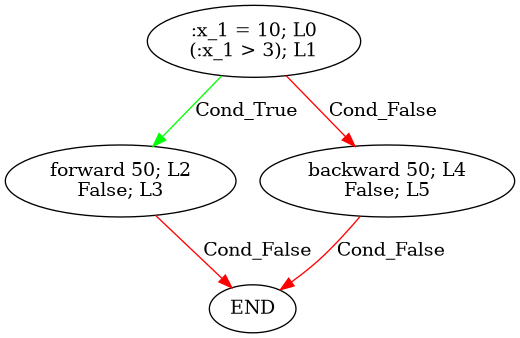 :x_1 = 10; L0
(:x_1 > 3); L1
Cond_True
Cond_False
forward 50; L2
False; L3
backward 50; L4
False; L5
Cond_False
Cond_False
END